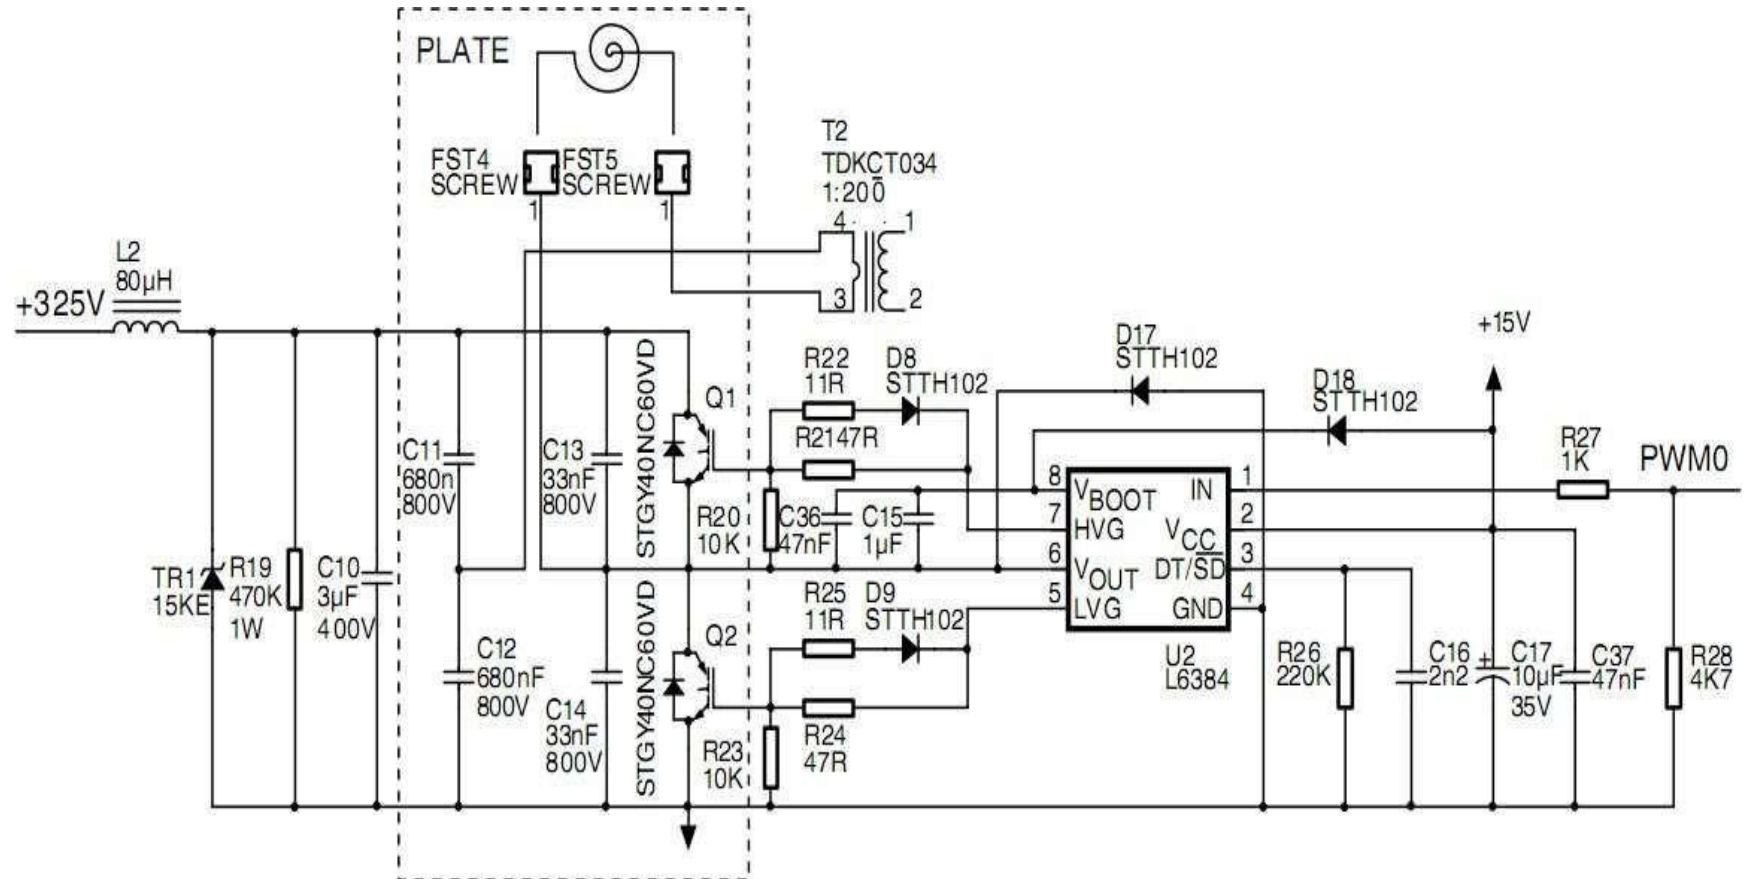 PLATE
FST4
SCREW
1
FST5
SCREW
1
T2
TDKCT034
1:200
4
1
3
2
L2
80µH
+325V
TR1
15KE
R19
470K
1W
C10
3µF
400V
C11
680n
800V
C13
33nF
800V
C12
680nF
800V
C14
33nF
800V
STGY40NC60VD
Q1
STGY40NC60VD
Q2
R22
11R
D8
STTH102
R2147R
R20
10K
C36
47nF
C15
1µF
R25
11R
D9
STTH102
R24
47R
R23
10K
D17
STTH102
D18
STTH102
+15V
8
VBOOT
IN
1
7
HVG
VCC
2
6
VOUT
DT/SD
3
5
LVG
GND
4
U2
L6384
R27
1K
PWM0
R26
220K
C16
2n2
+
C17
10µF
35V
C37
47nF
R28
4K7